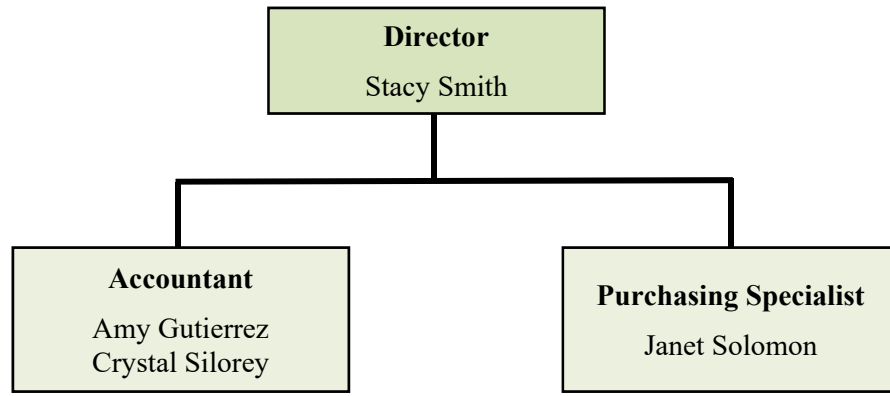 Director
Stacy Smith
Accountant
Amy Gutierrez
Crystal Silorey
Purchasing Specialist
Janet Solomon